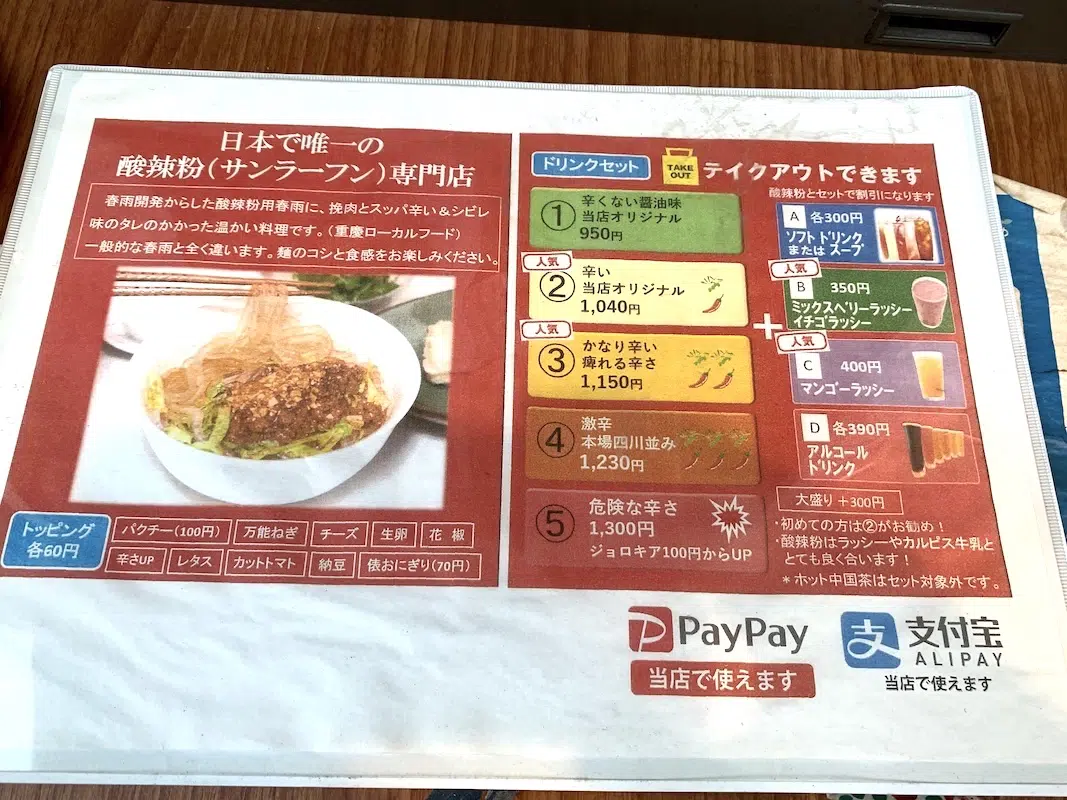 日本で唯一の
酸辣粉（サンラーフン）専門店
春雨開発からした酸辣粉用春雨に、挽肉とスッパ辛い＆シビレ
味のタレのかかった温かい料理です。（重慶ローカルフード）
一般的な春雨と全く違います。麺のコシと食感をお楽しみください。
トッピング
各60円
パクチー（100円）
万能ねぎ
チーズ
生卵
花 椒
辛さUP
レタス
カットトマト
納豆
俵おにぎり（70円）
ドリンクセット
TAKE
OUT
テイクアウトできます
酸辣粉とセットで割引になります
① 辛くない醤油味
当店オリジナル
950円
人気
② 辛い
当店オリジナル
1,040円
人気
③ かなり辛い
痺れる辛さ
1,150円
④ 激辛
本場四川並み
1,230円
⑤ 危険な辛さ
1,300円
ジョロキア100円からUP
+
A 各300円
ソフトドリンク
または スープ
人気
B 350円
ミックスベリーラッシー
イチゴラッシー
人気
C 400円
マンゴーラッシー
D 各390円
アルコール
ドリンク
大盛り＋300円
・初めての方は②がお勧め！
・酸辣粉はラッシーやカルピス牛乳と
とても良く合います！
＊ホット中国茶はセット対象外です。
PayPay
当店で使えます
支 支付宝
ALIPAY
当店で使えます